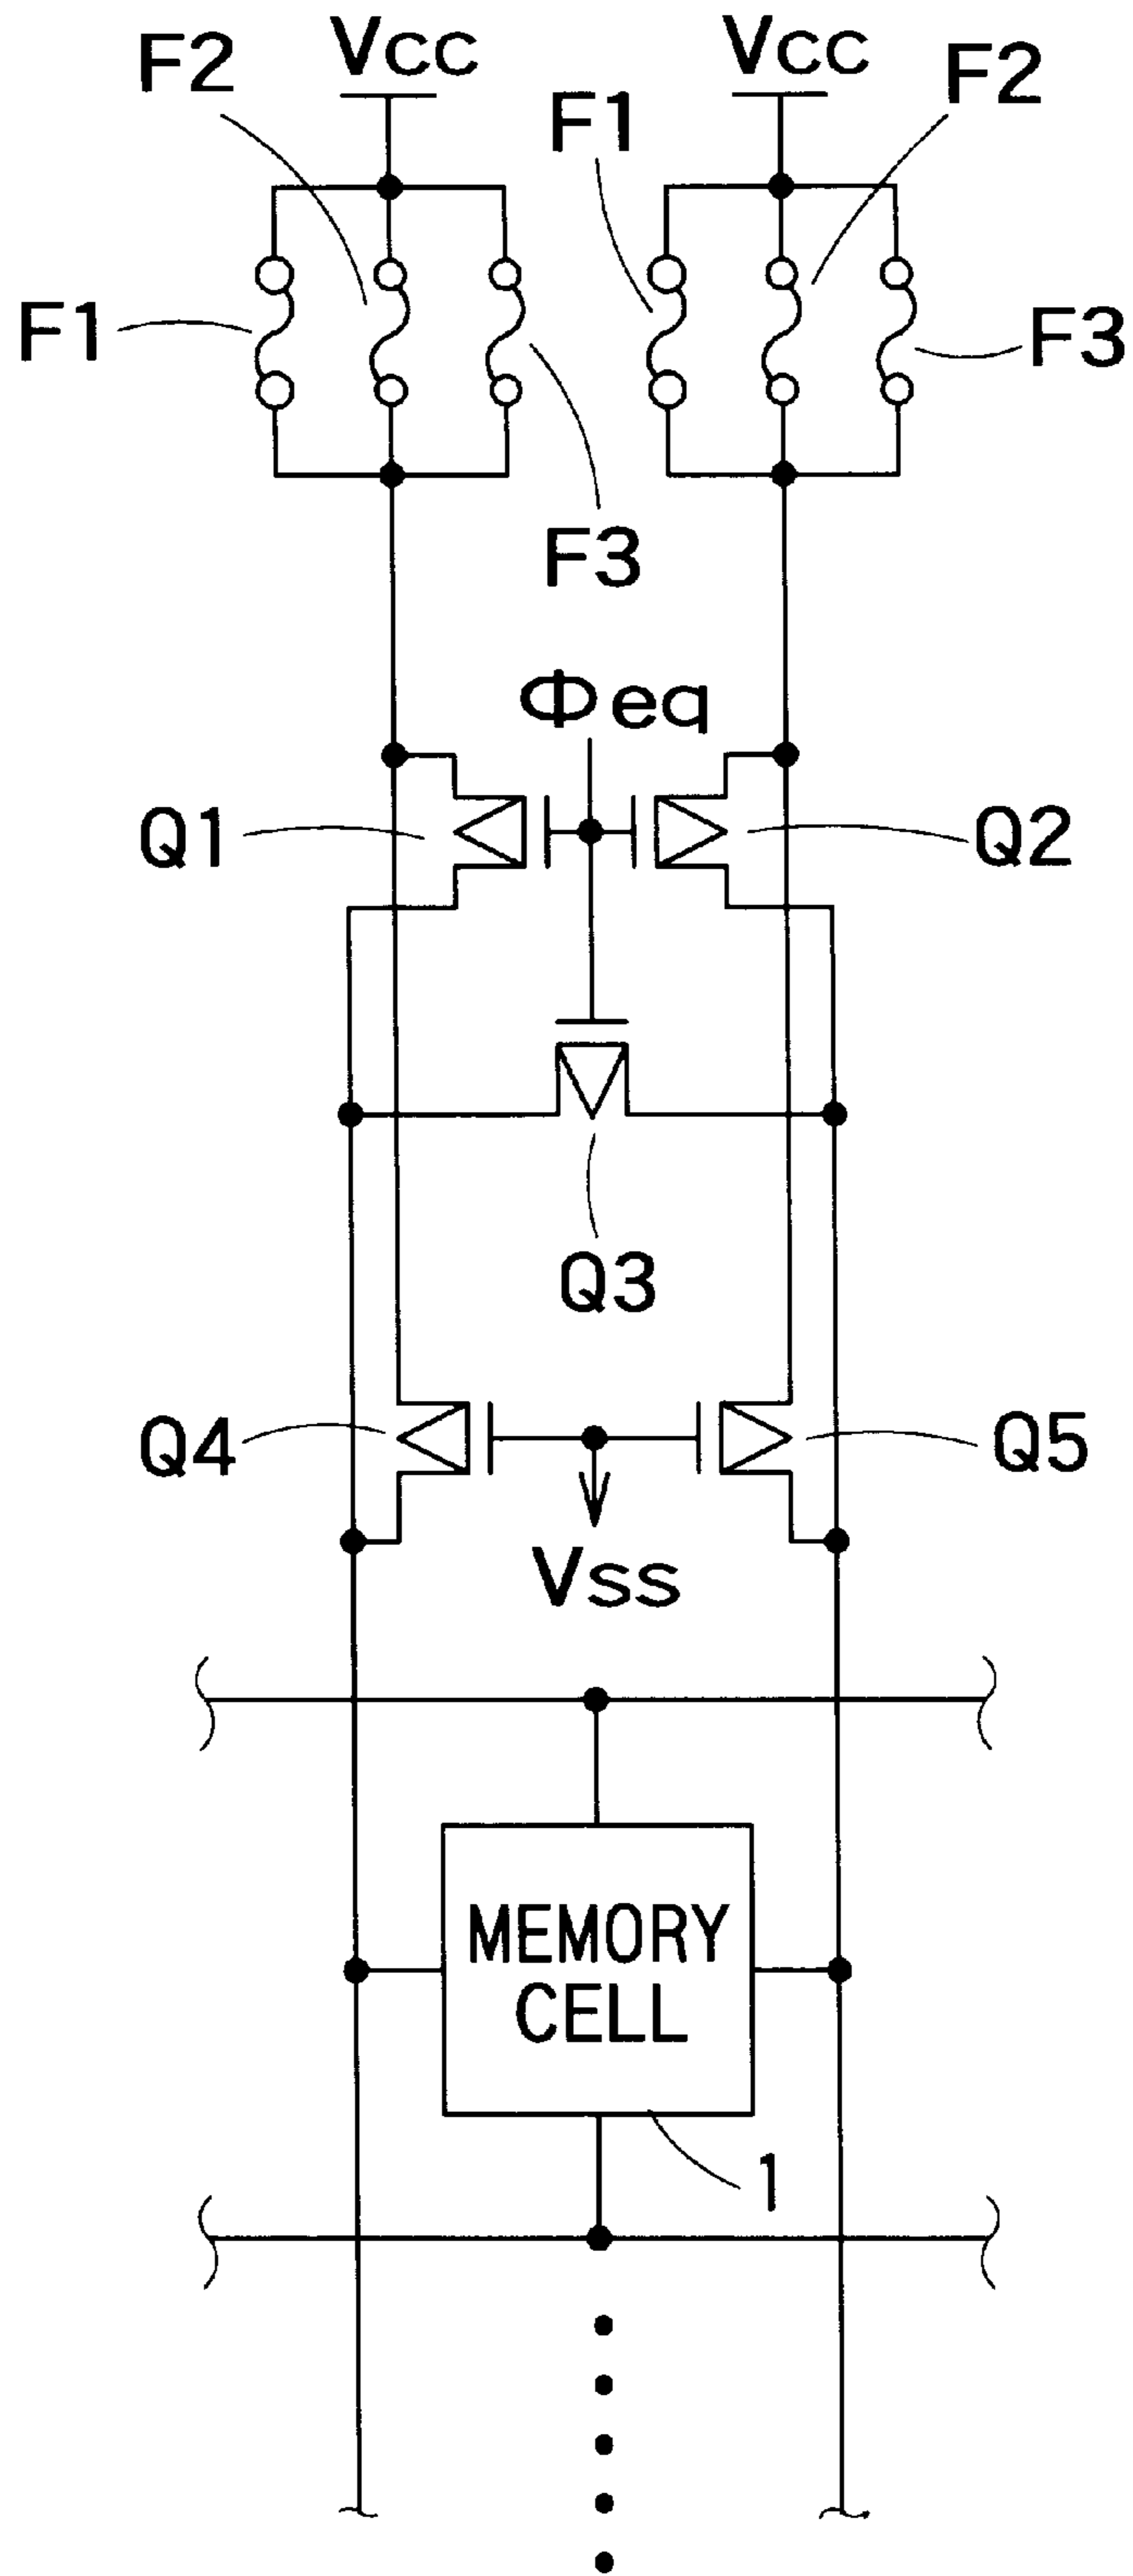 F2 Vcc F1 Vcc F2
F1 F3
F3
Φeq
Q1 Q2
Q3
Q4 Q5
Vss
MEMORY
CELL
1